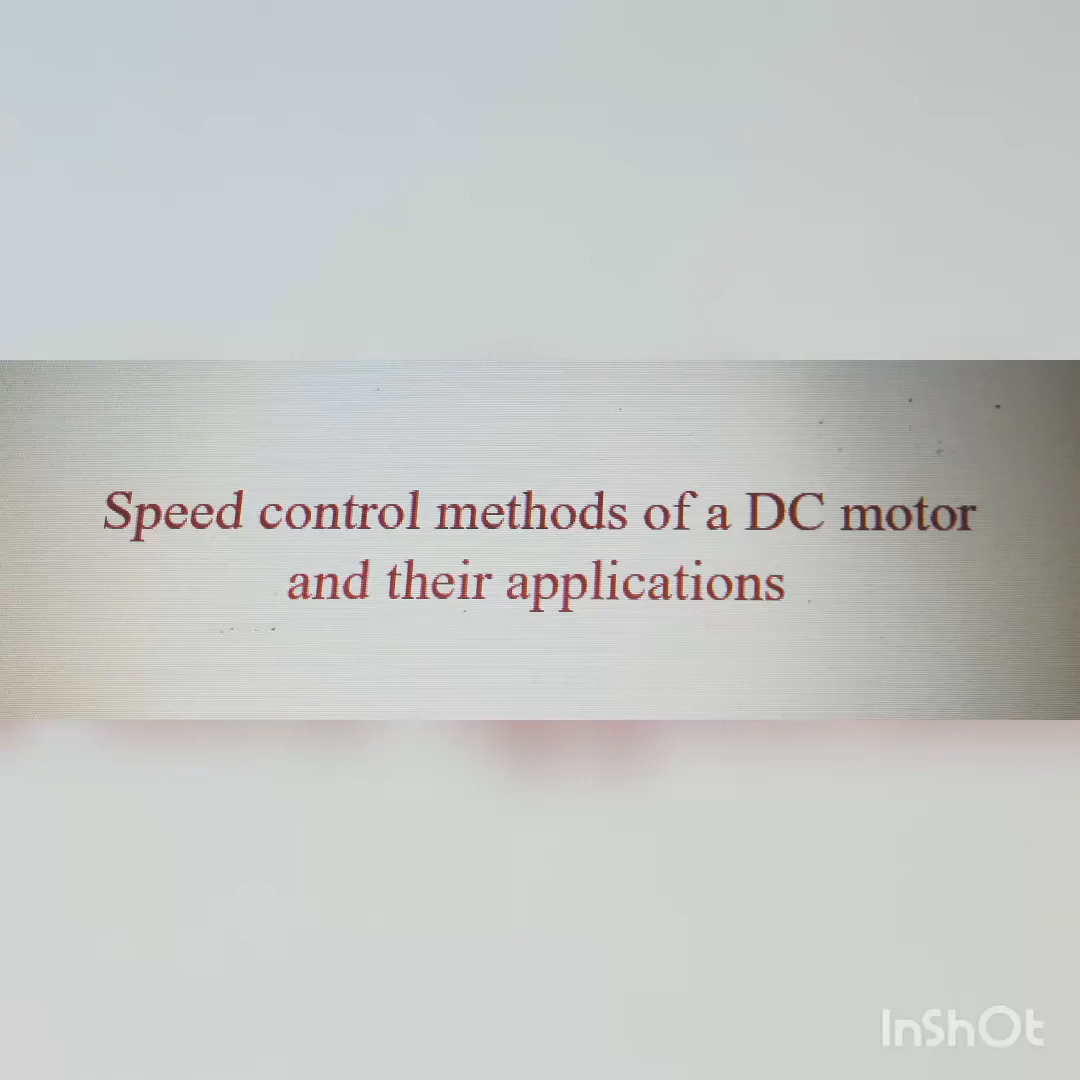 Speed control methods of a DC motor
and their applications
InShOt